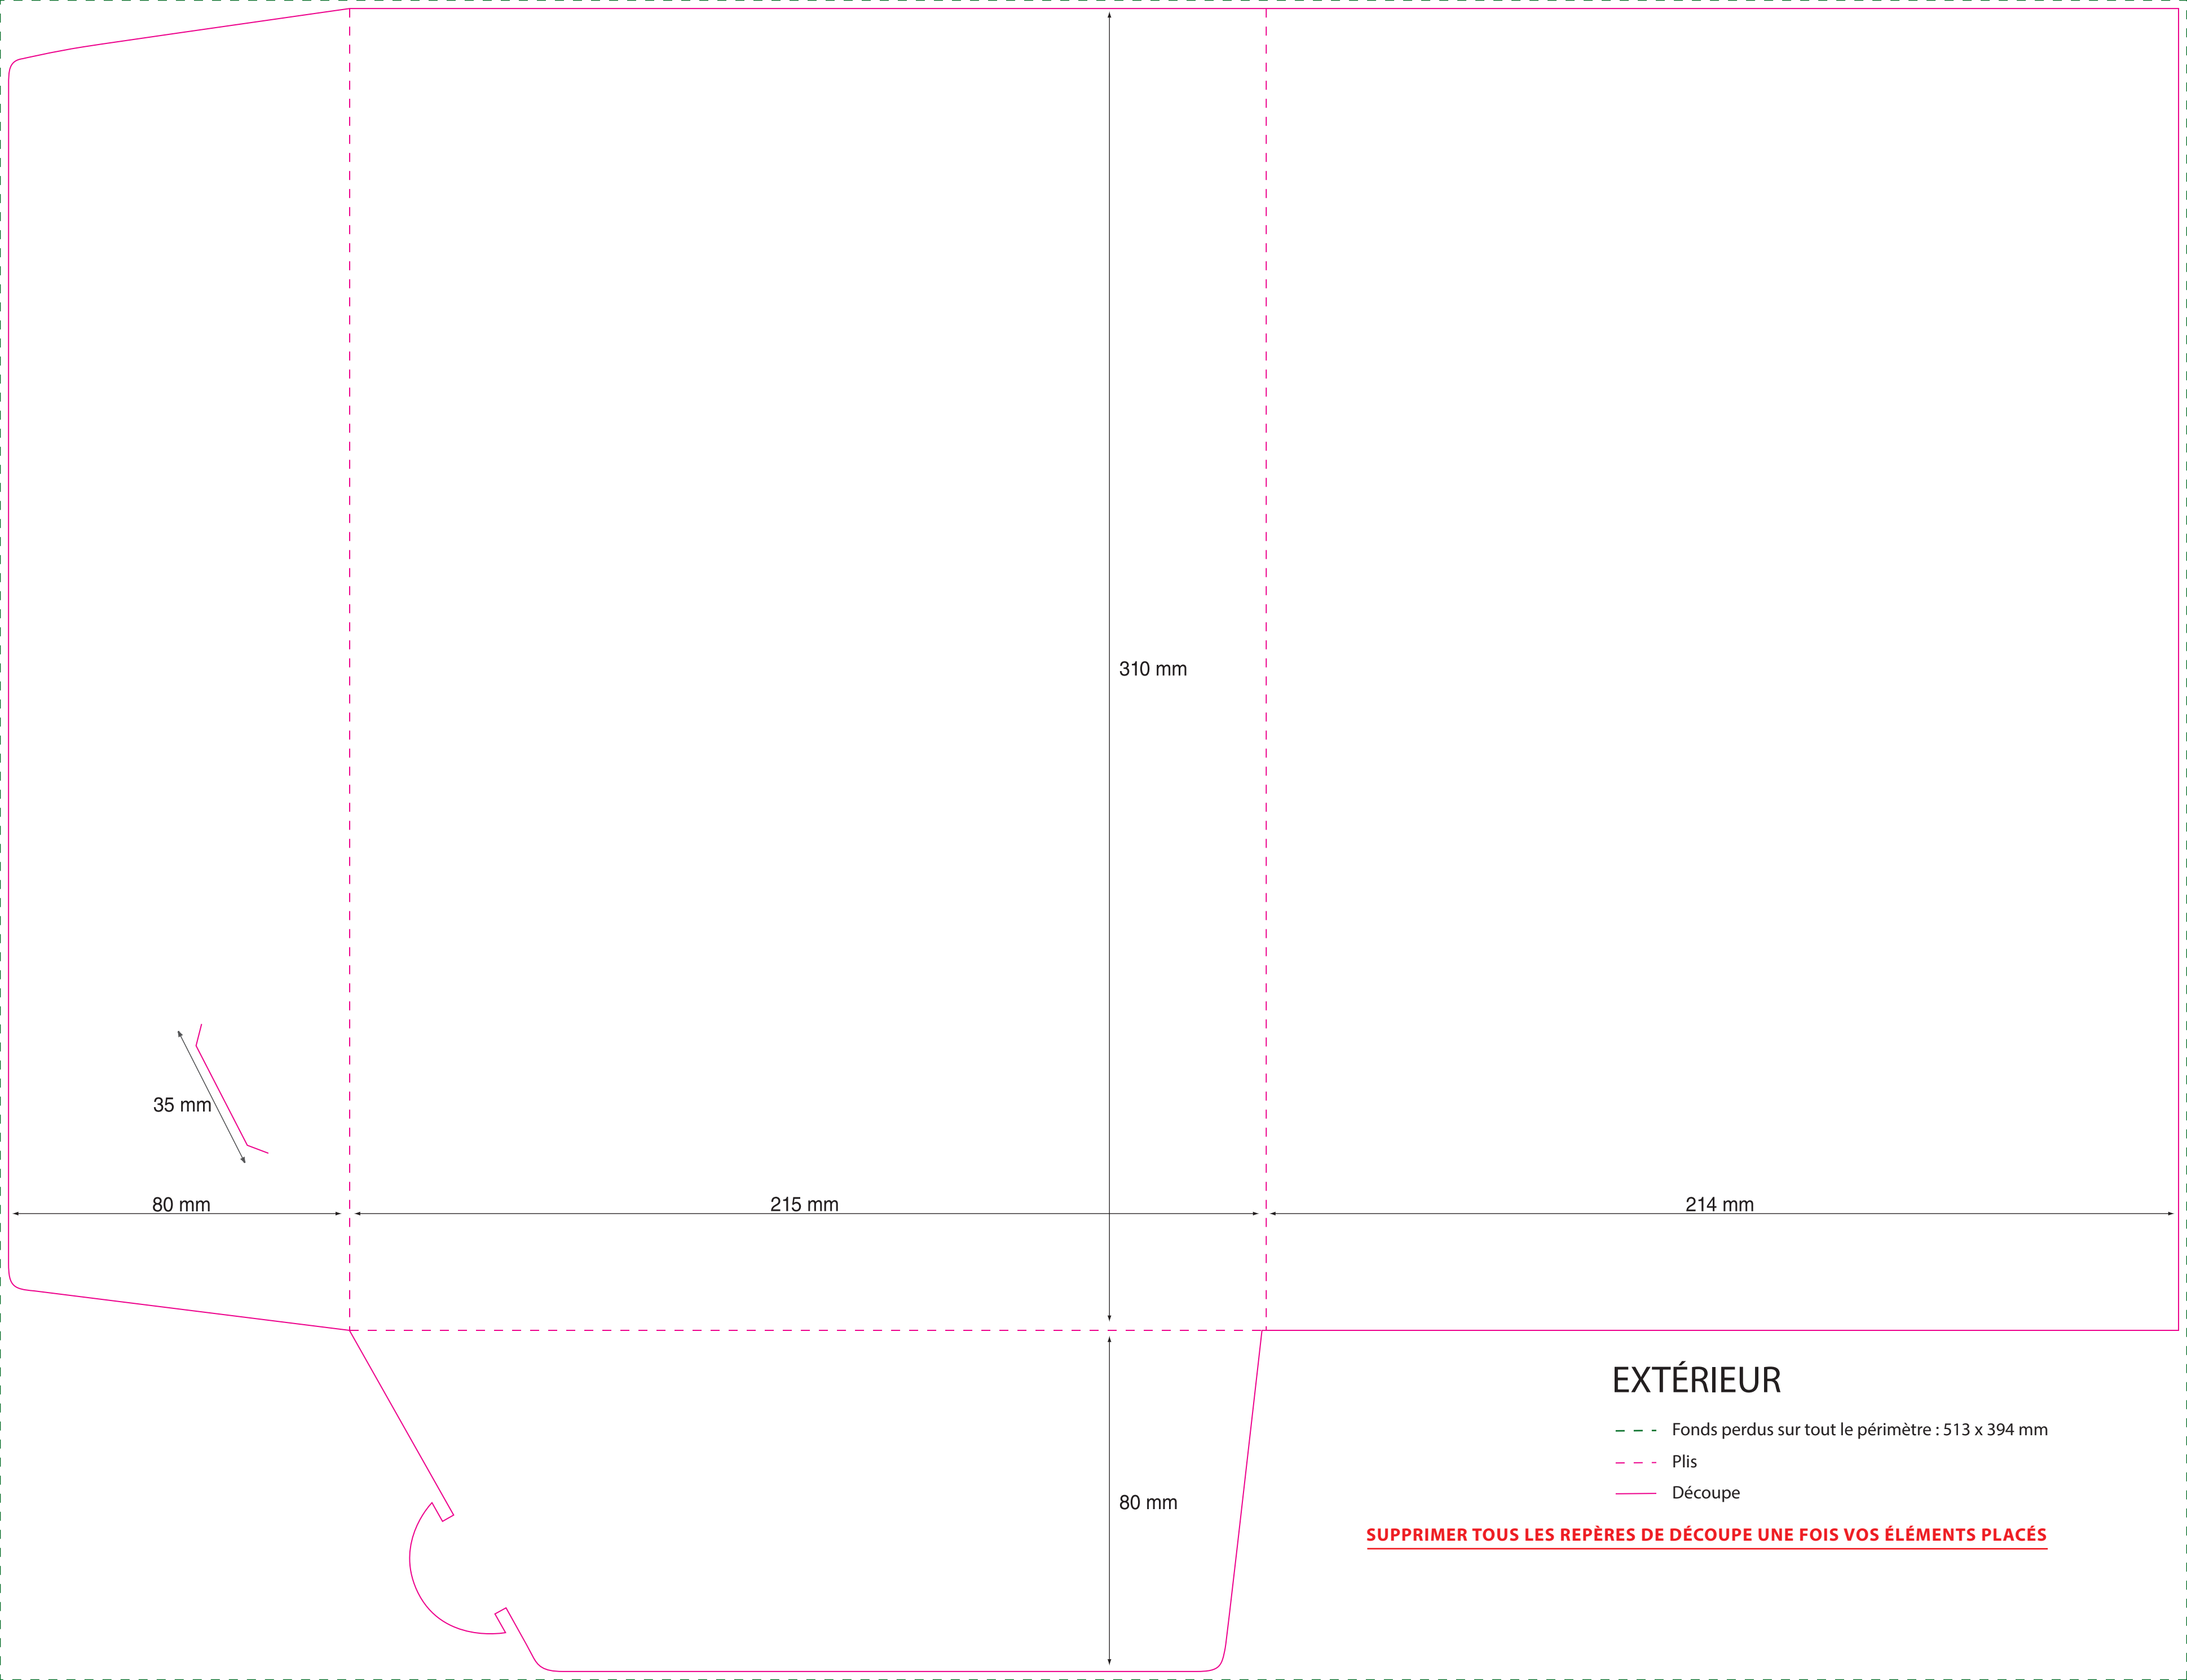 310 mm
35 mm
80 mm
215 mm
214 mm
80 mm
EXTÉRIEUR
Fonds perdus sur tout le périmètre : 513 x 394 mm
Plis
Découpe
SUPPRIMER TOUS LES REPÈRES DE DÉCOUPE UNE FOIS VOS ÉLÉMENTS PLACÉS